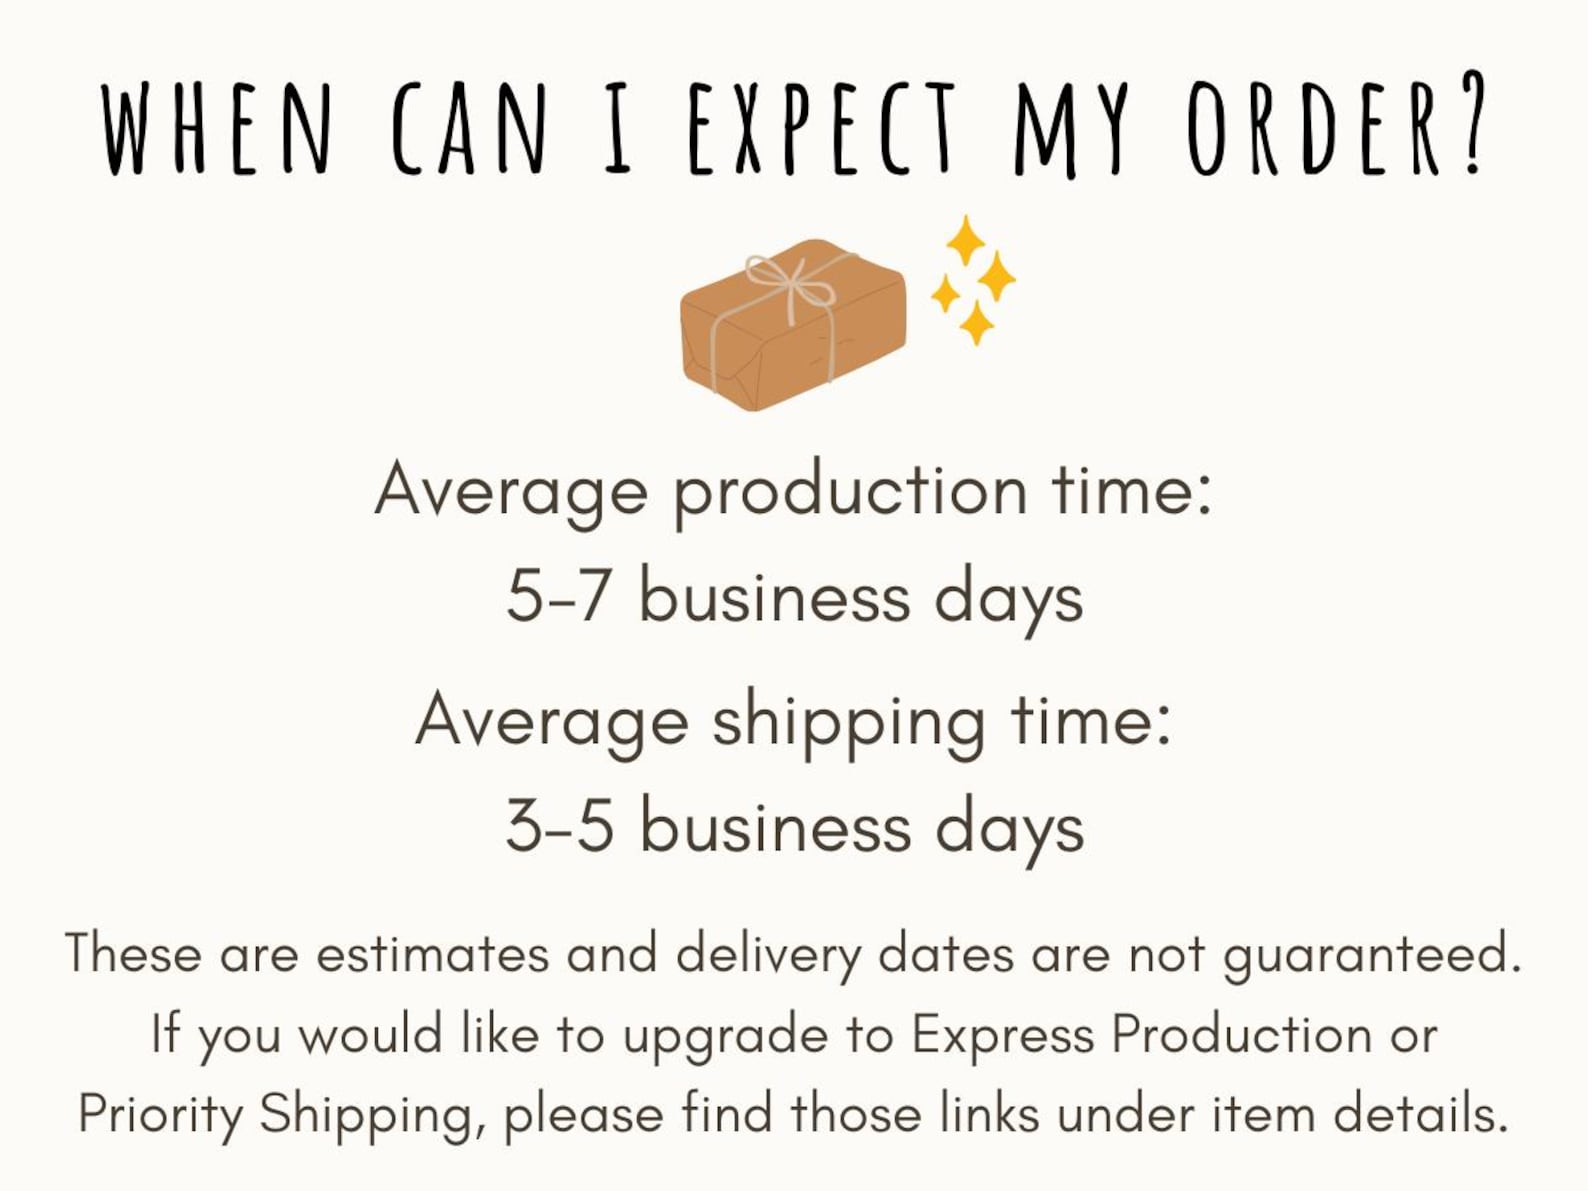 WHEN CAN I EXPECT MY ORDER?
Average production time:
5-7 business days
Average shipping time:
3-5 business days
These are estimates and delivery dates are not guaranteed.
If you would like to upgrade to Express Production or
Priority Shipping, please find those links under item details.